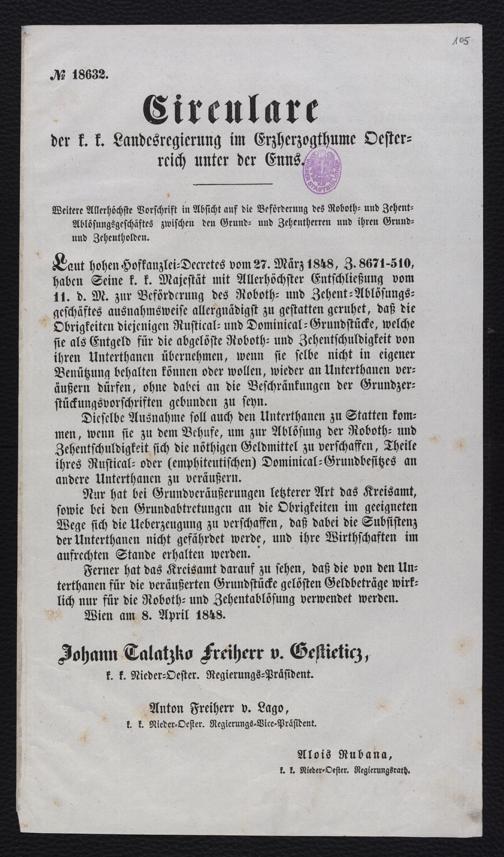 105
№ 18632.
Circulare
der k. k. Landesregierung im Erzherzogthume Oester-
reich unter der Enns.
Weitere Allerhöchste Vorschrift in Absicht auf die Beförderung des Roboth- und Zehent-
Ablösungsgeschäftes zwischen den Grund- und Zehentherren und ihren Grund-
und Zehentholden.
Laut hohen Hofkanzlei-Decretes vom 27. März 1848, Z. 8671-510,
haben Seine k. k. Majestät mit Allerhöchster Entschließung vom
11. d. M. zur Beförderung des Roboth- und Zehent-Ablösungs-
geschäftes ausnahmsweise allergnädigst zu gestatten geruhet, daß die
Obrigkeiten diejenigen Rustical- und Dominical-Grundstücke, welche
sie als Entgeld für die abgelöste Roboth- und Zehentschuldigkeit von
ihren Unterthanen übernehmen, wenn sie selbe nicht in eigener
Benützung behalten können oder wollen, wieder an Unterthanen ver-
äußern dürfen, ohne dabei an die Beschränkungen der Grundzer-
stückungsvorschriften gebunden zu seyn.
Dieselbe Ausnahme soll auch den Unterthanen zu Statten kom-
men, wenn sie zu dem Behufe, um zur Ablösung der Roboth- und
Zehentschuldigkeit sich die nöthigen Geldmittel zu verschaffen, Theile
ihres Rustical- oder (emphiteutischen) Dominical-Grundbesitzes an
andere Unterthanen zu veräußern.
Nur hat bei Grundveräußerungen letzterer Art das Kreisamt,
sowie bei den Grundabtretungen an die Obrigkeiten im geeigneten
Wege sich die Ueberzeugung zu verschaffen, daß dabei die Subsistenz
der Unterthanen nicht gefährdet werde, und ihre Wirthschaften im
aufrechten Stande erhalten werden.
Ferner hat das Kreisamt darauf zu sehen, daß die von den Un-
terthanen für die veräußerten Grundstücke gelösten Geldbeträge wirk-
lich nur für die Roboth- und Zehentablösung verwendet werden.
Wien am 8. April 1848.
Johann Talatzko Freiherr v. Gestieticz,
k. k. Nieder-Oester. Regierungs-Präsident.
Anton Freiherr v. Lago,
k. k. Nieder-Oester. Regierungs-Vice-Präsident.
Alois Rubana,
k. k. Nieder-Oester. Regierungsrath.